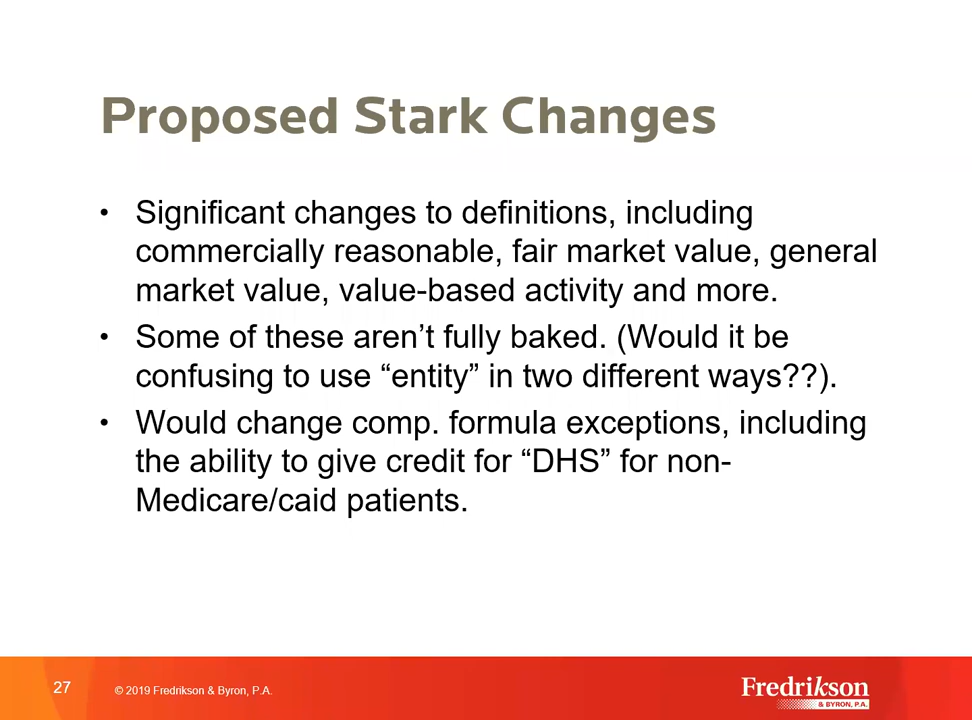 Proposed Stark Changes
• Significant changes to definitions, including
commercially reasonable, fair market value, general
market value, value-based activity and more.
• Some of these aren’t fully baked. (Would it be
confusing to use “entity” in two different ways??).
• Would change comp. formula exceptions, including
the ability to give credit for “DHS” for non-
Medicare/caid patients.
27
© 2019 Fredrikson & Byron, P.A.
Fredrikson
& BYRON, P.A.